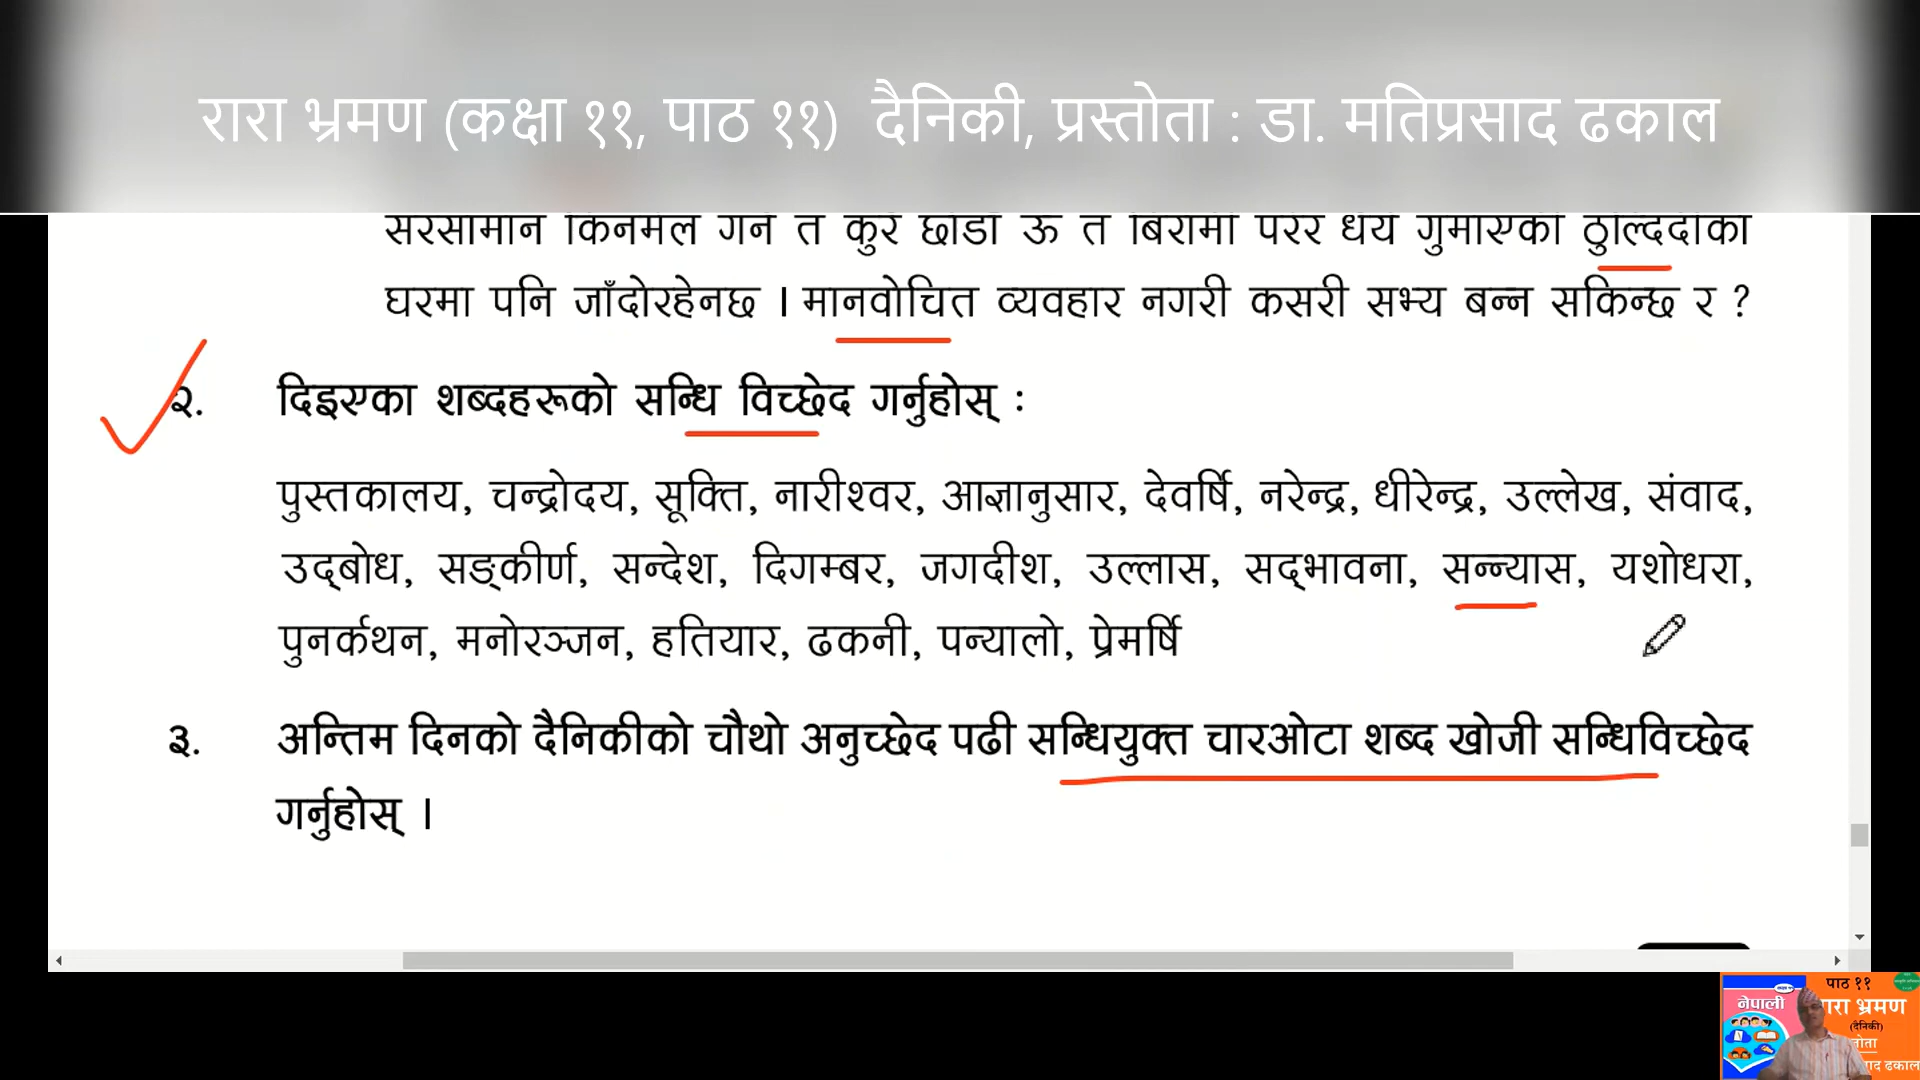 रारा भ्रमण (कक्षा ११, पाठ ११) दैनिकी, प्रस्तोता : डा. मतिप्रसाद ढकाल
घरमा पनि जाँदोरहेनछ । मानवोचित व्यवहार नगरी कसरी सभ्य बन्न सकिन्छ र ?
२. दिइएका शब्दहरूको सन्धि विच्छेद गर्नुहोस् :
पुस्तकालय, चन्द्रोदय, सूक्ति, नारीश्वर, आज्ञानुसार, देवर्षि, नरेन्द्र, धीरेन्द्र, उल्लेख, संवाद,
उद्बोध, सङ्कीर्ण, सन्देश, दिगम्बर, जगदीश, उल्लास, सद्भावना, सन्न्यास, यशोधरा,
पुनर्कथन, मनोरञ्जन, हतियार, ढकनी, पन्यालो, प्रेमर्षि
३. अन्तिम दिनको दैनिकीको चौथो अनुच्छेद पढी सन्धियुक्त चारओटा शब्द खोजी सन्धिविच्छेद
गर्नुहोस् ।
पाठ ११
नेपाली
रारा भ्रमण
(दैनिकी)
ढकाल